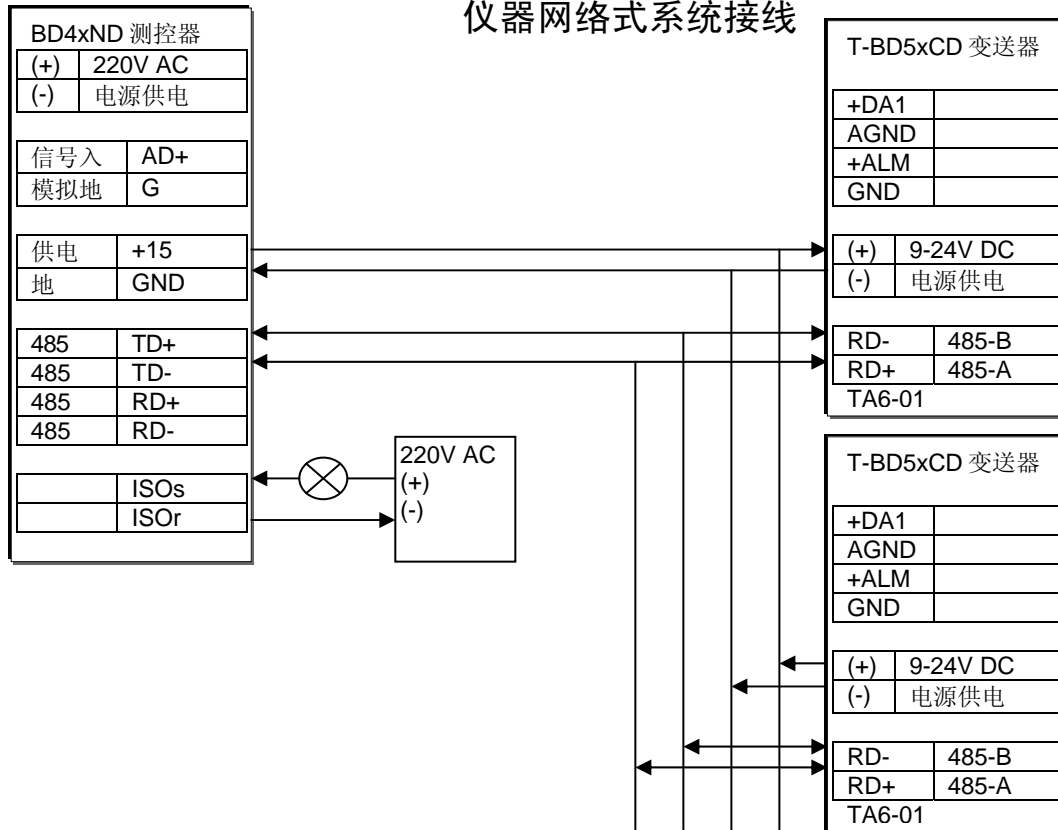 仪器网络式系统接线
BD4xND 测控器
(+) 220V AC
(-) 电源供电
信号入 AD+
模拟地 G
供电 +15
地 GND
485 TD+
485 TD-
485 RD+
485 RD-
ISOs
ISOr
220V AC
(+)
(-)
T-BD5xCD 变送器
+DA1
AGND
+ALM
GND
(+) 9-24V DC
(-) 电源供电
RD- 485-B
RD+ 485-A
TA6-01
T-BD5xCD 变送器
+DA1
AGND
+ALM
GND
(+) 9-24V DC
(-) 电源供电
RD- 485-B
RD+ 485-A
TA6-01